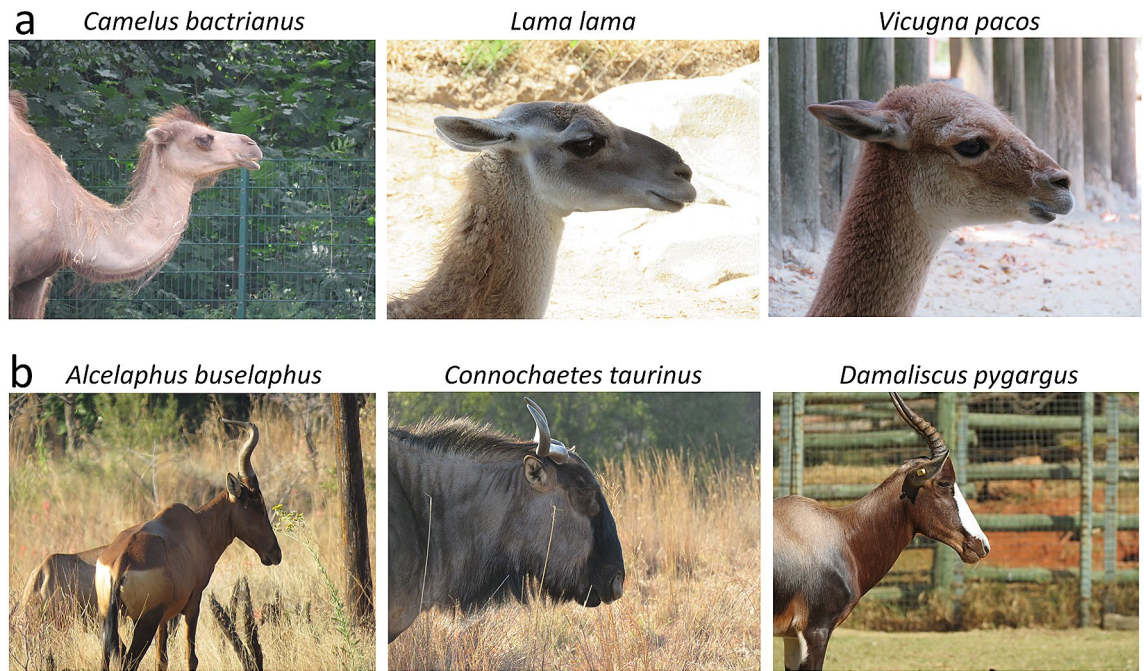 a
Camelus bactrianus
Lama lama
Vicugna pacos
b
Alcelaphus buselaphus
Connochaetes taurinus
Damaliscus pygargus